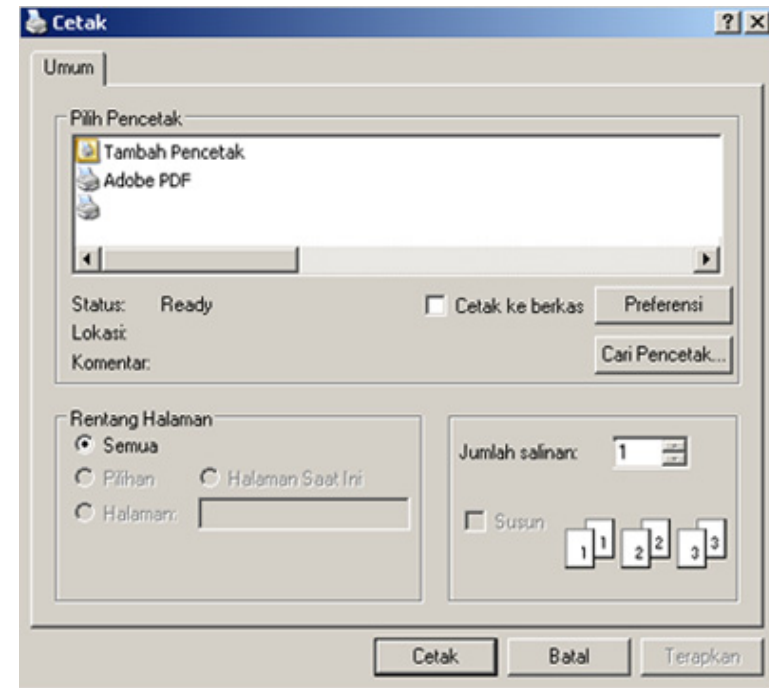 Cetak
Umum
Pilih Pencetak
Tambah Pencetak
Adobe PDF
Status: Ready
Cetak ke berkas
Preferensi
Lokasi:
Komentar:
Cari Pencetak...
Rentang Halaman
Semua
Pilihan
Halaman Saat Ini
Halaman:
Jumlah salinan: 1
Susun
1 1 2 2 3 3
Cetak
Batal
Terapkan